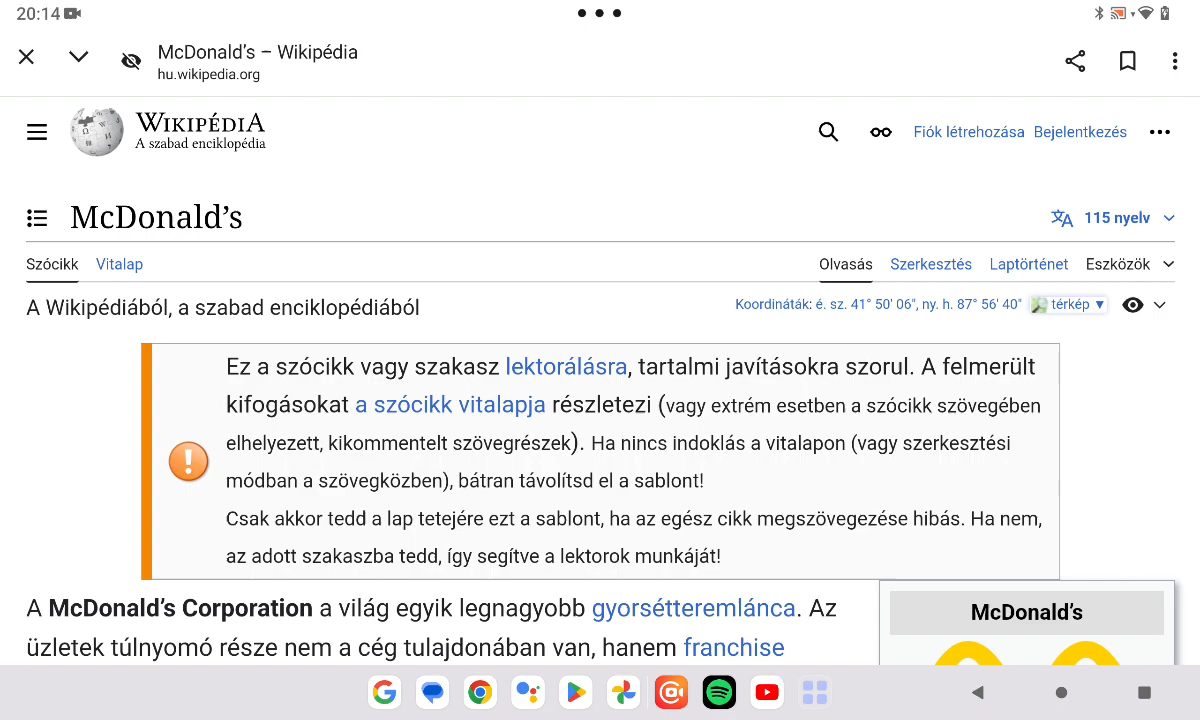 20:14
McDonald's – Wikipédia
hu.wikipedia.org
WIKIPÉDIA
A szabad enciklopédia
Fiók létrehozása Bejelentkezés
McDonald's
115 nyelv
Szócikk Vitalap Olvasás Szerkesztés Laptörténet Eszközök
A Wikipédiából, a szabad enciklopédiából
Koordináták: é. sz. 41° 50′ 06″, ny. h. 87° 56′ 40″ térkép ▼
Ez a szócikk vagy szakasz lektorálásra, tartalmi javításokra szorul. A felmerült
kifogásokat a szócikk vitalapja részletezi (vagy extrém esetben a szócikk szövegében
elhelyezett, kikommentelt szövegrészek). Ha nincs indoklás a vitalapon (vagy szerkesztési
módban a szövegközben), bátran távolítsd el a sablont!
Csak akkor tedd a lap tetejére ezt a sablont, ha az egész cikk megszövegezése hibás. Ha nem,
az adott szakaszba tedd, így segítve a lektorok munkáját!
A McDonald's Corporation a világ egyik legnagyobb gyorsétteremlánca. Az
üzletek túlnyomó része nem a cég tulajdonában van, hanem franchise
McDonald's